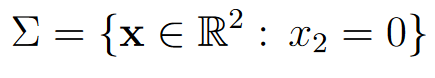 Σ = {𝐱 ∈ ℝ² : x₂ = 0}